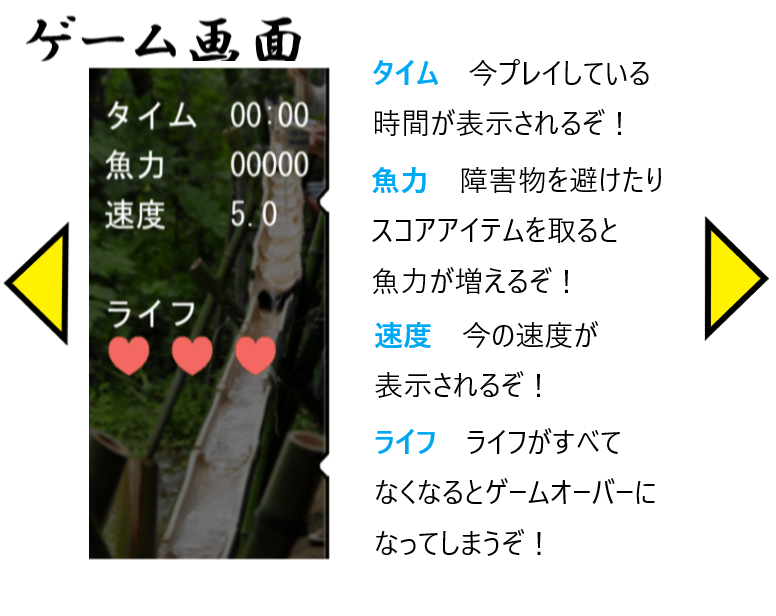 ゲーム画面
タイム 00:00
魚力 00000
速度 5.0
ライフ
タイム 今プレイしている
時間が表示されるぞ！
魚力 障害物を避けたり
スコアアイテムを取ると
魚力が増えるぞ！
速度 今の速度が
表示されるぞ！
ライフ ライフがすべて
なくなるとゲームオーバーに
なってしまうぞ！